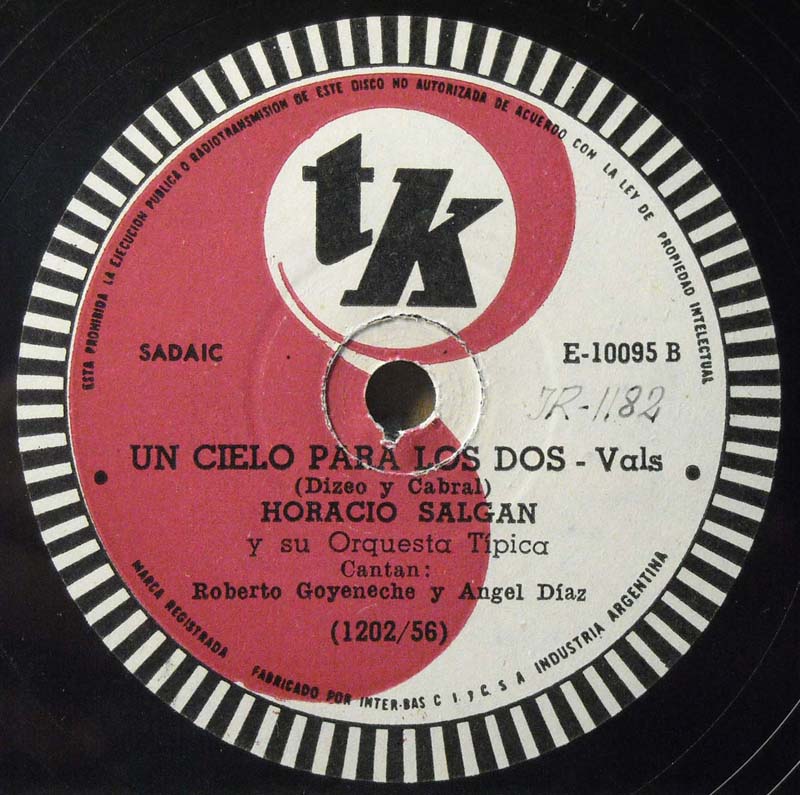 ESTA PROHIBIDA LA EJECUCION PUBLICA O RADIOTRANSMISION DE ESTE DISCO NO AUTORIZADA DE ACUERDO CON LA LEY DE PROPIEDAD INTELECTUAL
tk
SADAIC
E-10095 B
JR-1182
UN CIELO PARA LOS DOS - Vals
(Dizeo y Cabral)
HORACIO SALGAN
y su Orquesta Típica
Cantan:
Roberto Goyeneche y Angel Díaz
(1202/56)
MARCA REGISTRADA
FABRICADO POR INTER-BAS C. I. y C. S A INDUSTRIA ARGENTINA